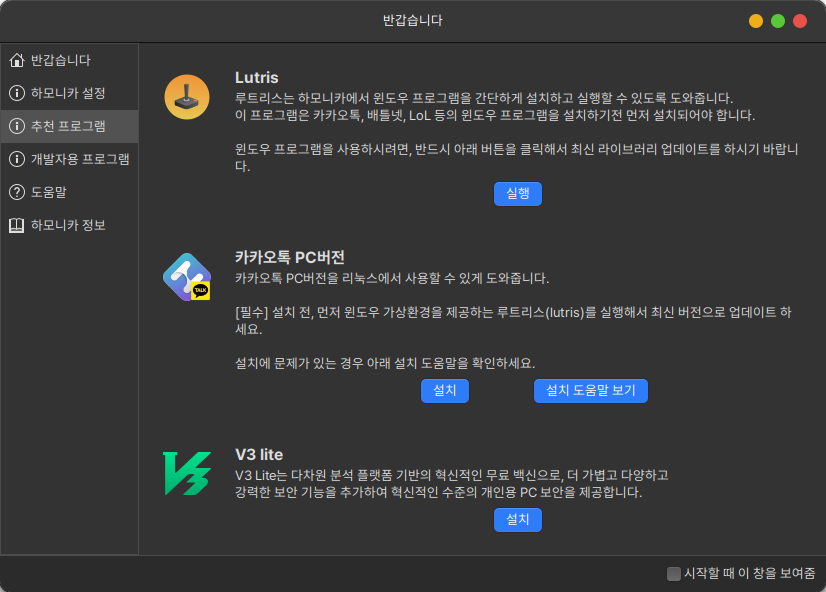 반갑습니다
반갑습니다
하모니카 설정
추천 프로그램
개발자용 프로그램
도움말
하모니카 정보
Lutris
루트리스는 하모니카에서 윈도우 프로그램을 간단하게 설치하고 실행할 수 있도록 도와줍니다.
이 프로그램은 카카오톡, 배틀넷, LoL 등의 윈도우 프로그램을 설치하기전 먼저 설치되어야 합니다.
윈도우 프로그램을 사용하시려면, 반드시 아래 버튼을 클릭해서 최신 라이브러리 업데이트를 하시기 바랍니
다.
실행
카카오톡 PC버전
TALK
카카오톡 PC버전을 리눅스에서 사용할 수 있게 도와줍니다.
[필수] 설치 전, 먼저 윈도우 가상환경을 제공하는 루트리스(lutris)를 실행해서 최신 버전으로 업데이트 하
세요.
설치에 문제가 있는 경우 아래 설치 도움말을 확인하세요.
설치
설치 도움말 보기
V3 lite
V3 Lite는 다차원 분석 플랫폼 기반의 혁신적인 무료 백신으로, 더 가볍고 다양하고
강력한 보안 기능을 추가하여 혁신적인 수준의 개인용 PC 보안을 제공합니다.
설치
시작할 때 이 창을 보여줌